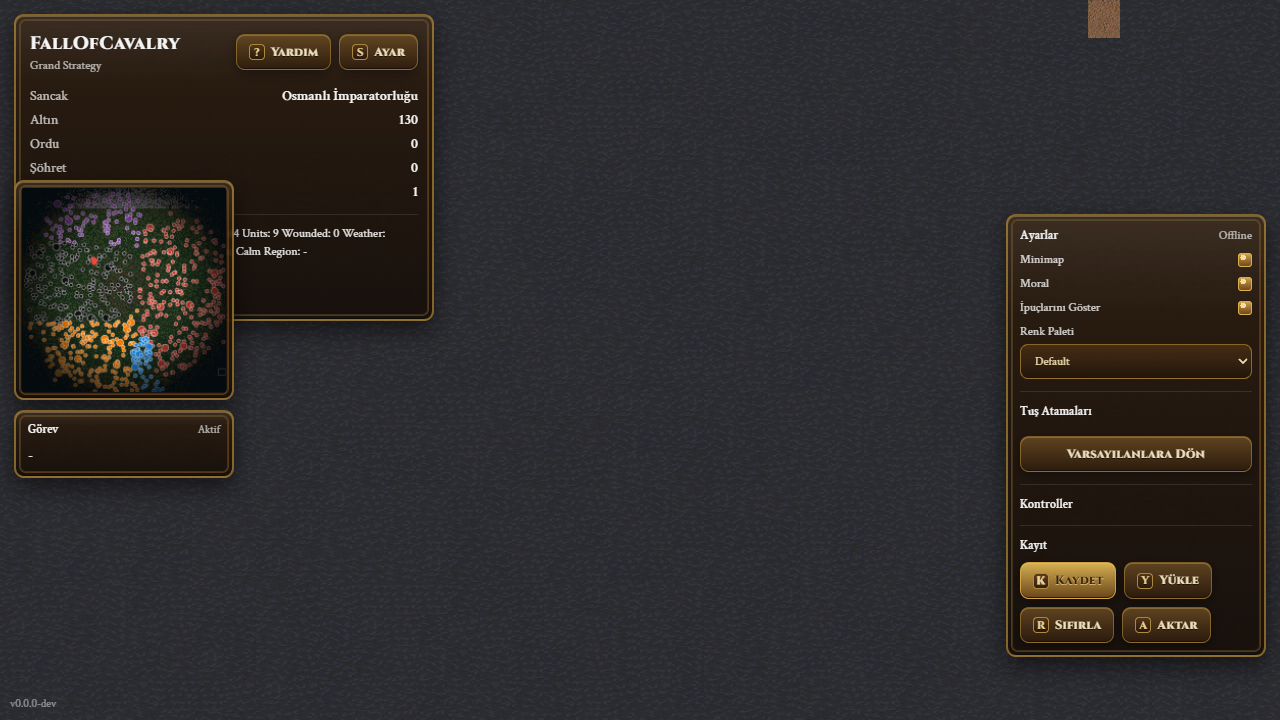 FallOfCavalry
Grand Strategy
? Yardım
S Ayar
Sancak Osmanlı İmparatorluğu
Altın 130
Ordu 0
Şöhret 0
1
4 Units: 9 Wounded: 0 Weather:
Calm Region: -
Görev Aktif
-
Ayarlar Offline
Minimap
Moral
İpuçlarını Göster
Renk Paleti
Default
Tuş Atamaları
Varsayılanlara Dön
Kontroller
Kayıt
K Kaydet
Y Yükle
R Sıfırla
A Aktar
v0.0.0-dev